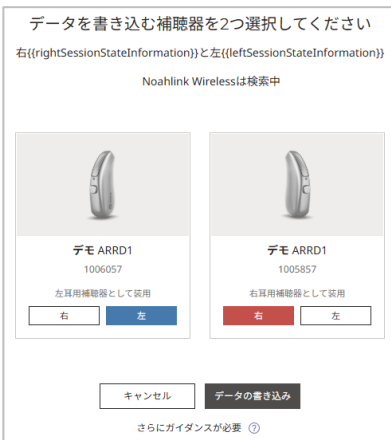 データを書き込む補聴器を2つ選択してください
右{{rightSessionStateInformation}}と左{{leftSessionStateInformation}}
Noahlink Wirelessは検索中
デモ ARRD1
1006057
左耳用補聴器として装用
右 左
デモ ARRD1
1005857
右耳用補聴器として装用
右 左
キャンセル データの書き込み
さらにガイダンスが必要 ?